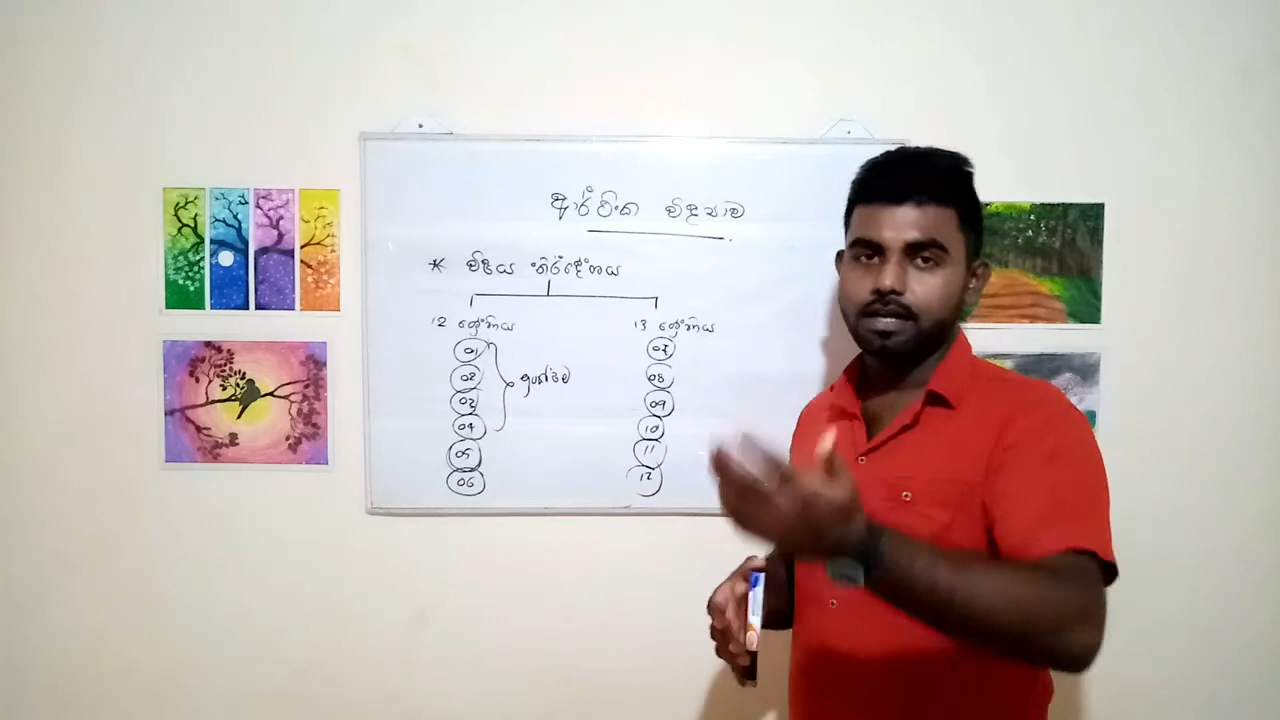 ආර්ථික විද්‍යාව
* විෂය නිර්දේශය
12 ශ්‍රේණිය 13 ශ්‍රේණිය
01 07
02 08
03 09
04 10
05 11
06 12